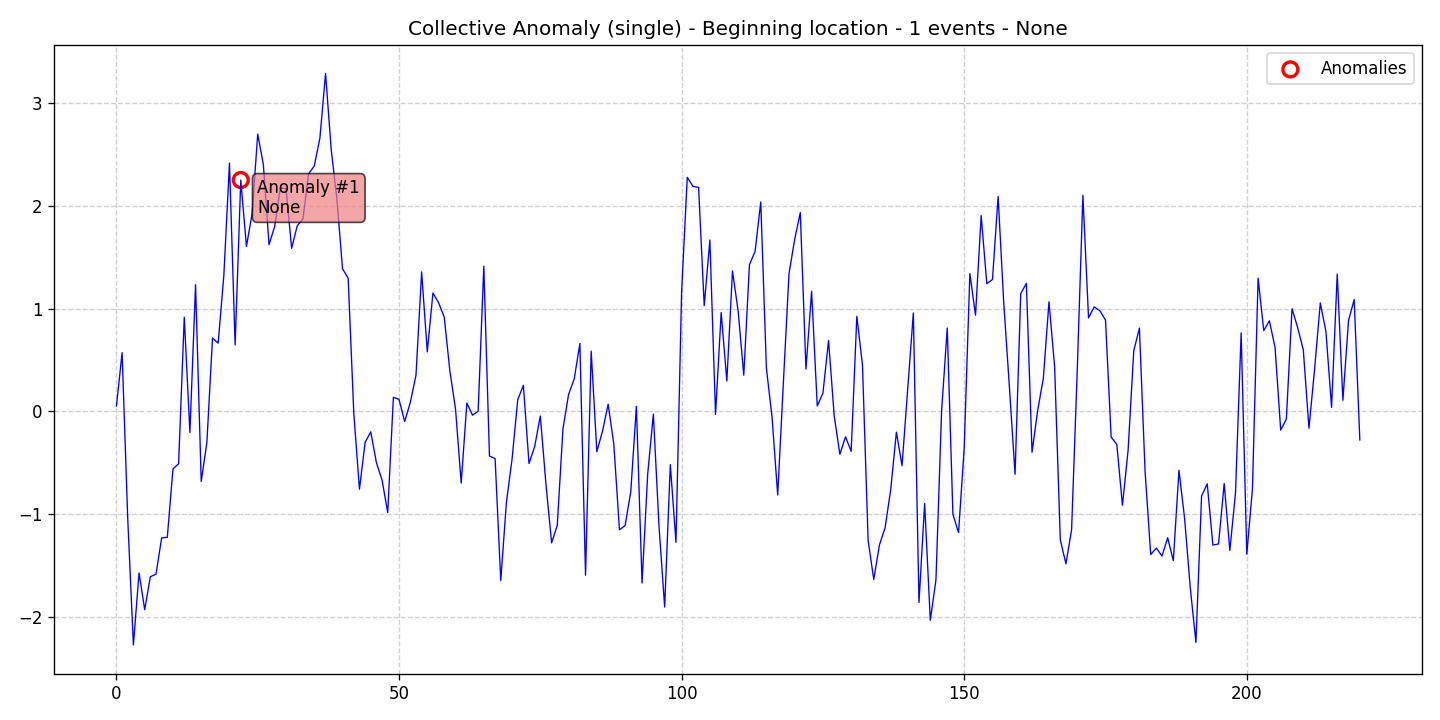 Collective Anomaly (single) - Beginning location - 1 events - None
Anomalies
Anomaly #1
None
3
2
1
0
−1
−2
0
50
100
150
200